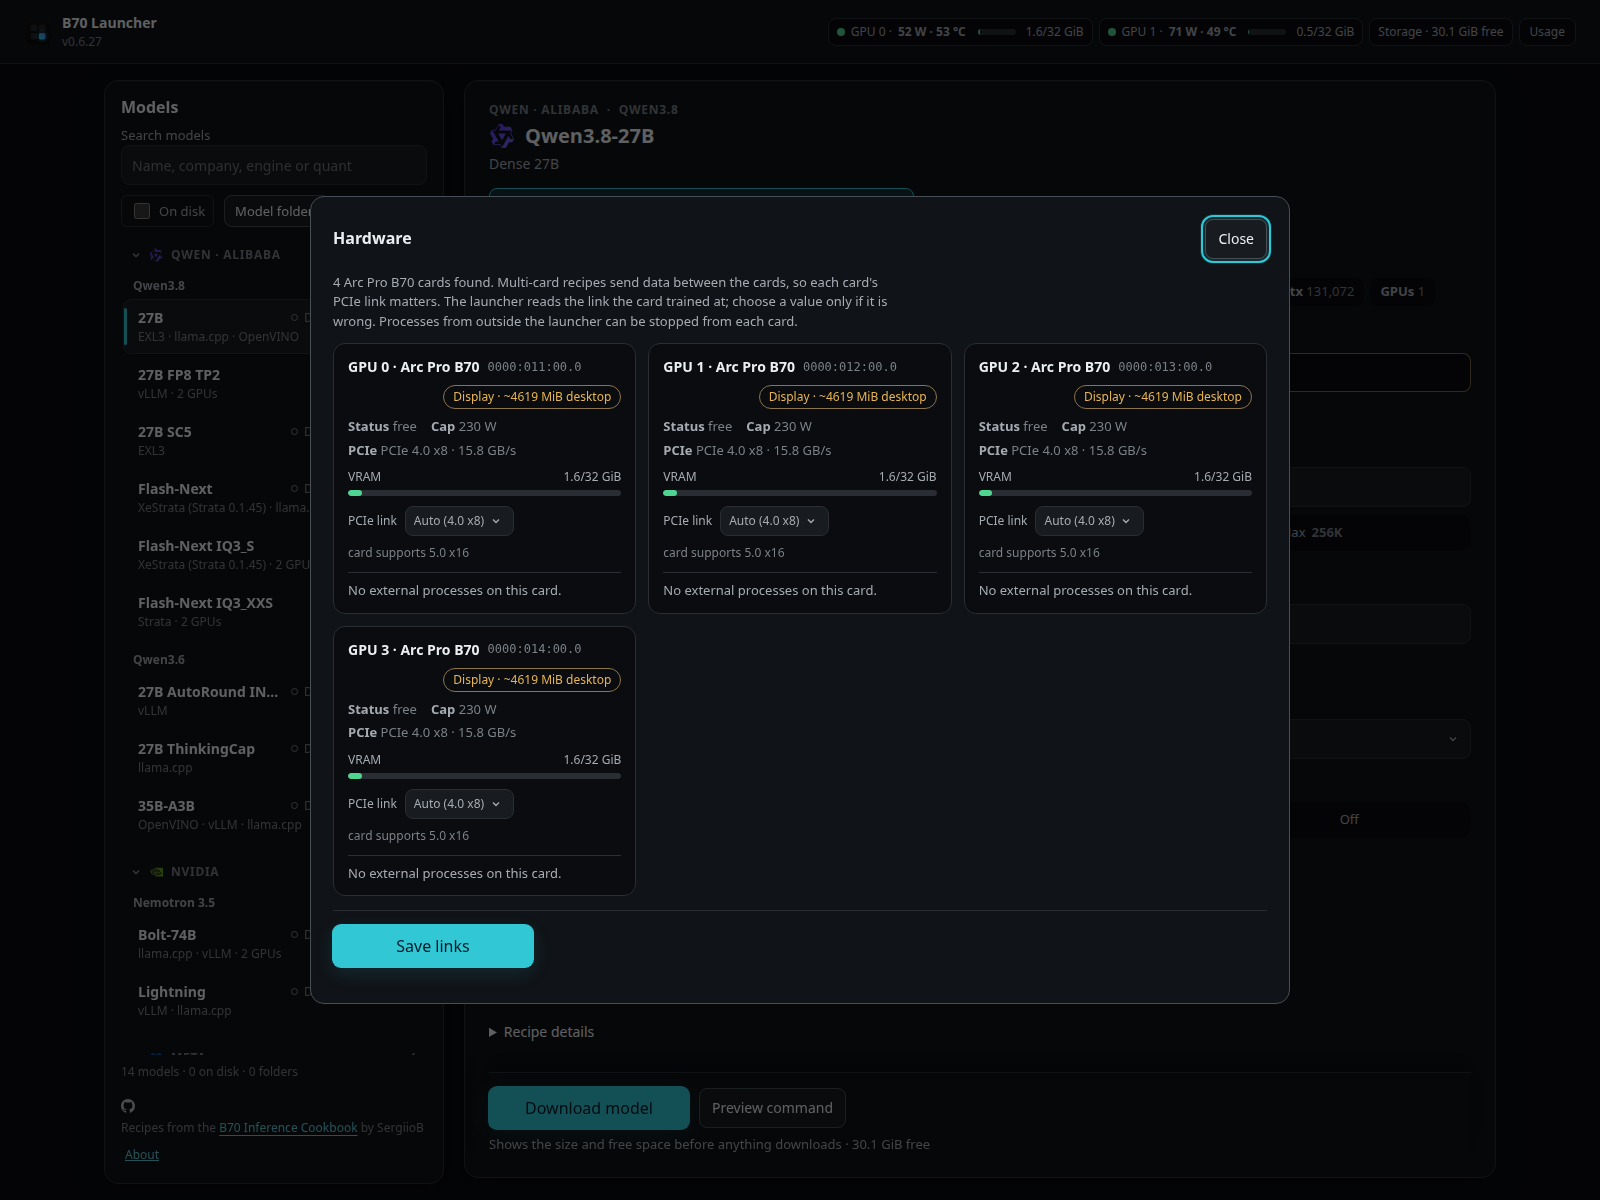 B70 Launcher
v0.6.27
GPU 0 · 52 W · 53 °C 1.6/32 GiB
GPU 1 · 71 W · 49 °C 0.5/32 GiB
Storage · 30.1 GiB free
Usage
Models
Search models
Name, company, engine or quant
On disk
Model folder
QWEN · ALIBABA
Qwen3.8
27B
EXL3 · llama.cpp · OpenVINO
27B FP8 TP2
vLLM · 2 GPUs
27B SC5
EXL3
Flash-Next
XeStrata (Strata 0.1.45) · llama.
Flash-Next IQ3_S
XeStrata (Strata 0.1.45) · 2 GPU
Flash-Next IQ3_XXS
Strata · 2 GPUs
Qwen3.6
27B AutoRound IN...
vLLM
27B ThinkingCap
llama.cpp
35B-A3B
OpenVINO · vLLM · llama.cpp
NVIDIA
Nemotron 3.5
Bolt-74B
llama.cpp · vLLM · 2 GPUs
Lightning
vLLM · llama.cpp
14 models · 0 on disk · 0 folders
Recipes from the B70 Inference Cookbook by SergiioB
About
QWEN · ALIBABA · QWEN3.8
Qwen3.8-27B
Dense 27B
tx 131,072
GPUs 1
ax 256K
Off
Recipe details
Download model
Preview command
Shows the size and free space before anything downloads · 30.1 GiB free
Hardware
Close
4 Arc Pro B70 cards found. Multi-card recipes send data between the cards, so each card's
PCIe link matters. The launcher reads the link the card trained at; choose a value only if it is
wrong. Processes from outside the launcher can be stopped from each card.
GPU 0 · Arc Pro B70 0000:011:00.0
Display · ~4619 MiB desktop
Status free Cap 230 W
PCIe PCIe 4.0 x8 · 15.8 GB/s
VRAM 1.6/32 GiB
PCIe link Auto (4.0 x8)
card supports 5.0 x16
No external processes on this card.
GPU 1 · Arc Pro B70 0000:012:00.0
Display · ~4619 MiB desktop
Status free Cap 230 W
PCIe PCIe 4.0 x8 · 15.8 GB/s
VRAM 1.6/32 GiB
PCIe link Auto (4.0 x8)
card supports 5.0 x16
No external processes on this card.
GPU 2 · Arc Pro B70 0000:013:00.0
Display · ~4619 MiB desktop
Status free Cap 230 W
PCIe PCIe 4.0 x8 · 15.8 GB/s
VRAM 1.6/32 GiB
PCIe link Auto (4.0 x8)
card supports 5.0 x16
No external processes on this card.
GPU 3 · Arc Pro B70 0000:014:00.0
Display · ~4619 MiB desktop
Status free Cap 230 W
PCIe PCIe 4.0 x8 · 15.8 GB/s
VRAM 1.6/32 GiB
PCIe link Auto (4.0 x8)
card supports 5.0 x16
No external processes on this card.
Save links